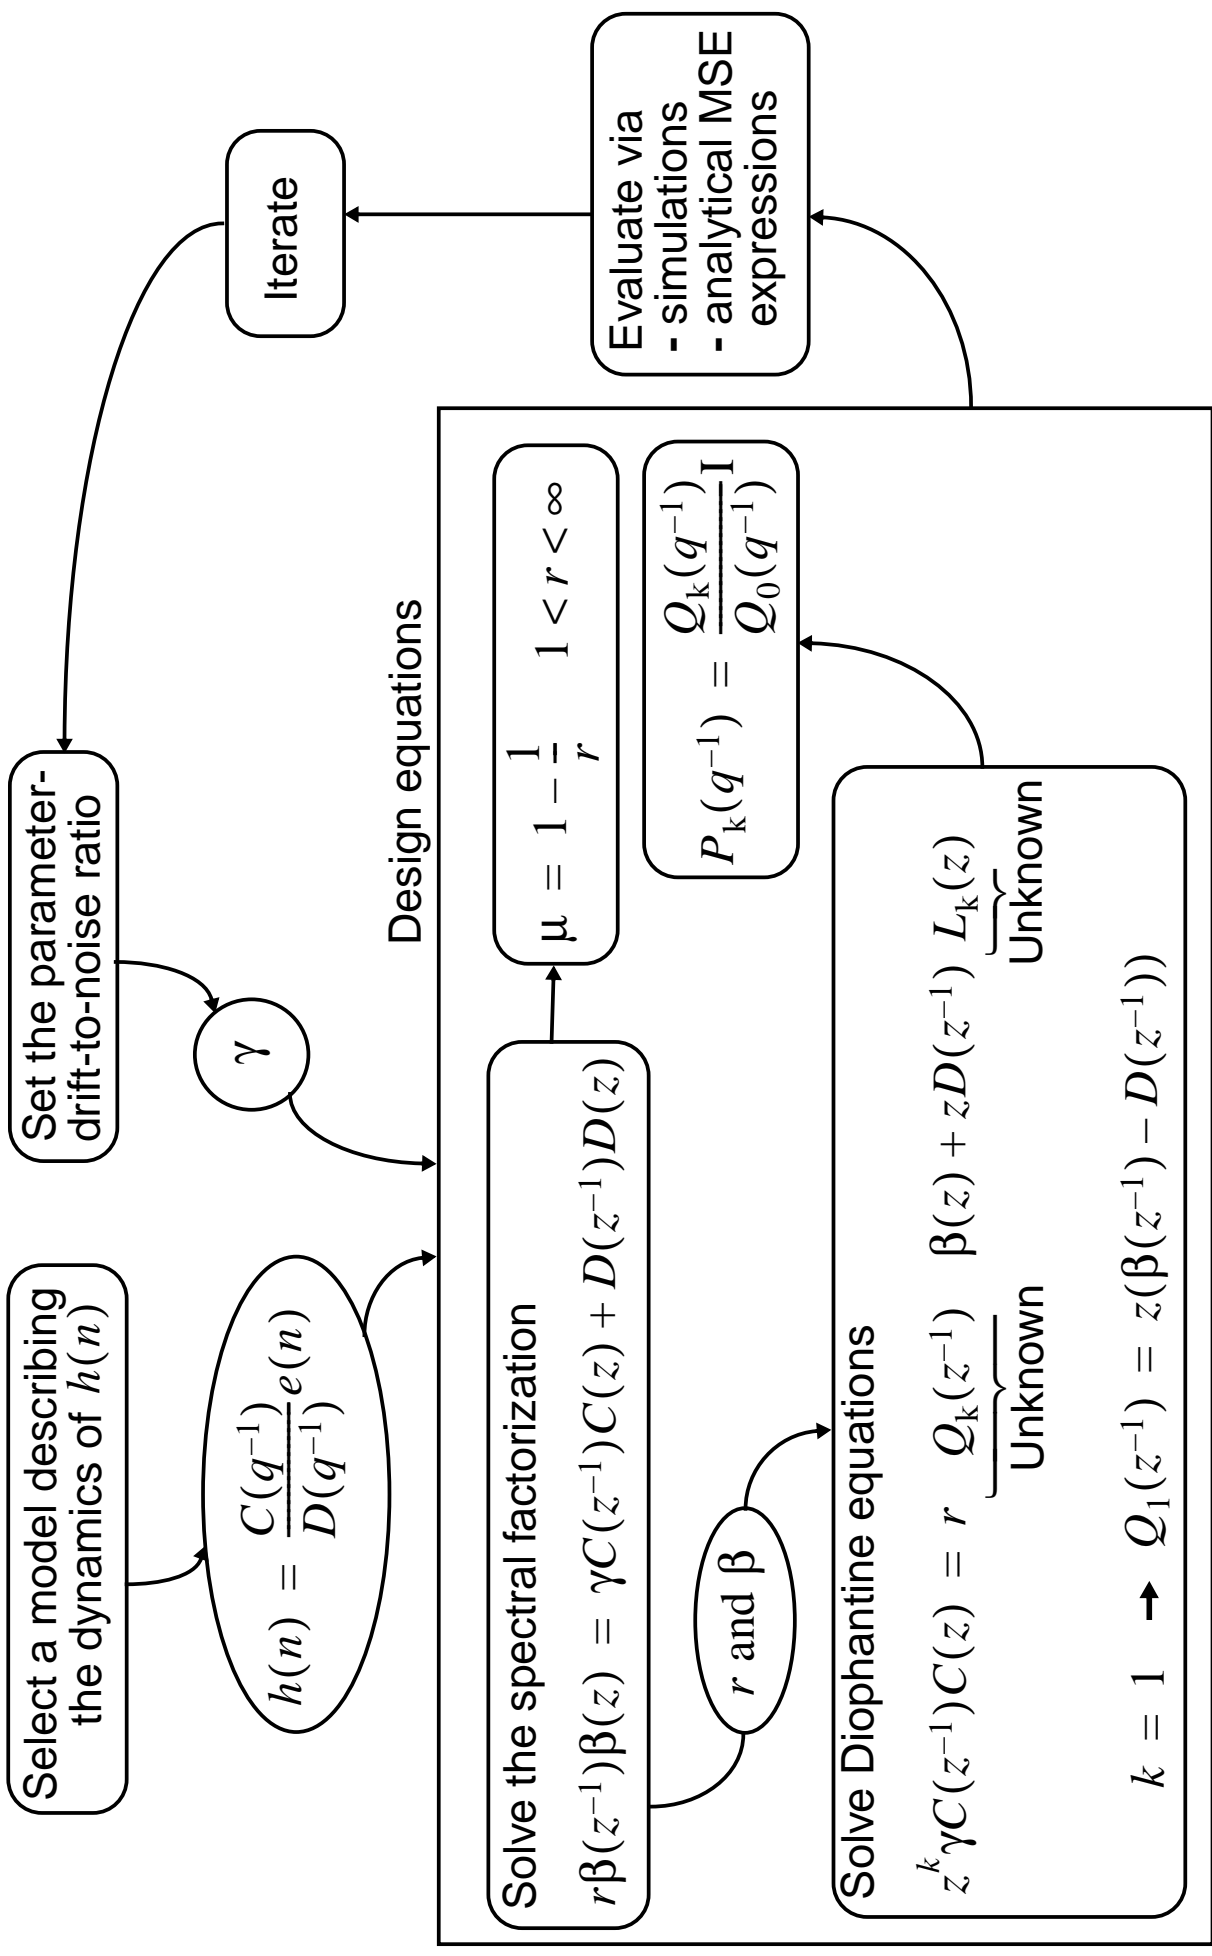 Select a model describing
the dynamics of h(n)
Set the parameter-
drift-to-noise ratio
Iterate
h(n) = C(q⁻¹)/D(q⁻¹) e(n)
γ
Design equations
Evaluate via
- simulations
- analytical MSE
expressions
Solve the spectral factorization
rβ(z⁻¹)β(z) = γC(z⁻¹)C(z) + D(z⁻¹)D(z)
μ = 1 − 1/r 1 < r < ∞
r and β
P_k(q⁻¹) = Q_k(q⁻¹)/Q_0(q⁻¹) I
Solve Diophantine equations
z^k γC(z⁻¹)C(z) = r Q_k(z⁻¹) β(z) + zD(z⁻¹) L_k(z)
Unknown Unknown
k = 1 → Q_1(z⁻¹) = z(β(z⁻¹) − D(z⁻¹))